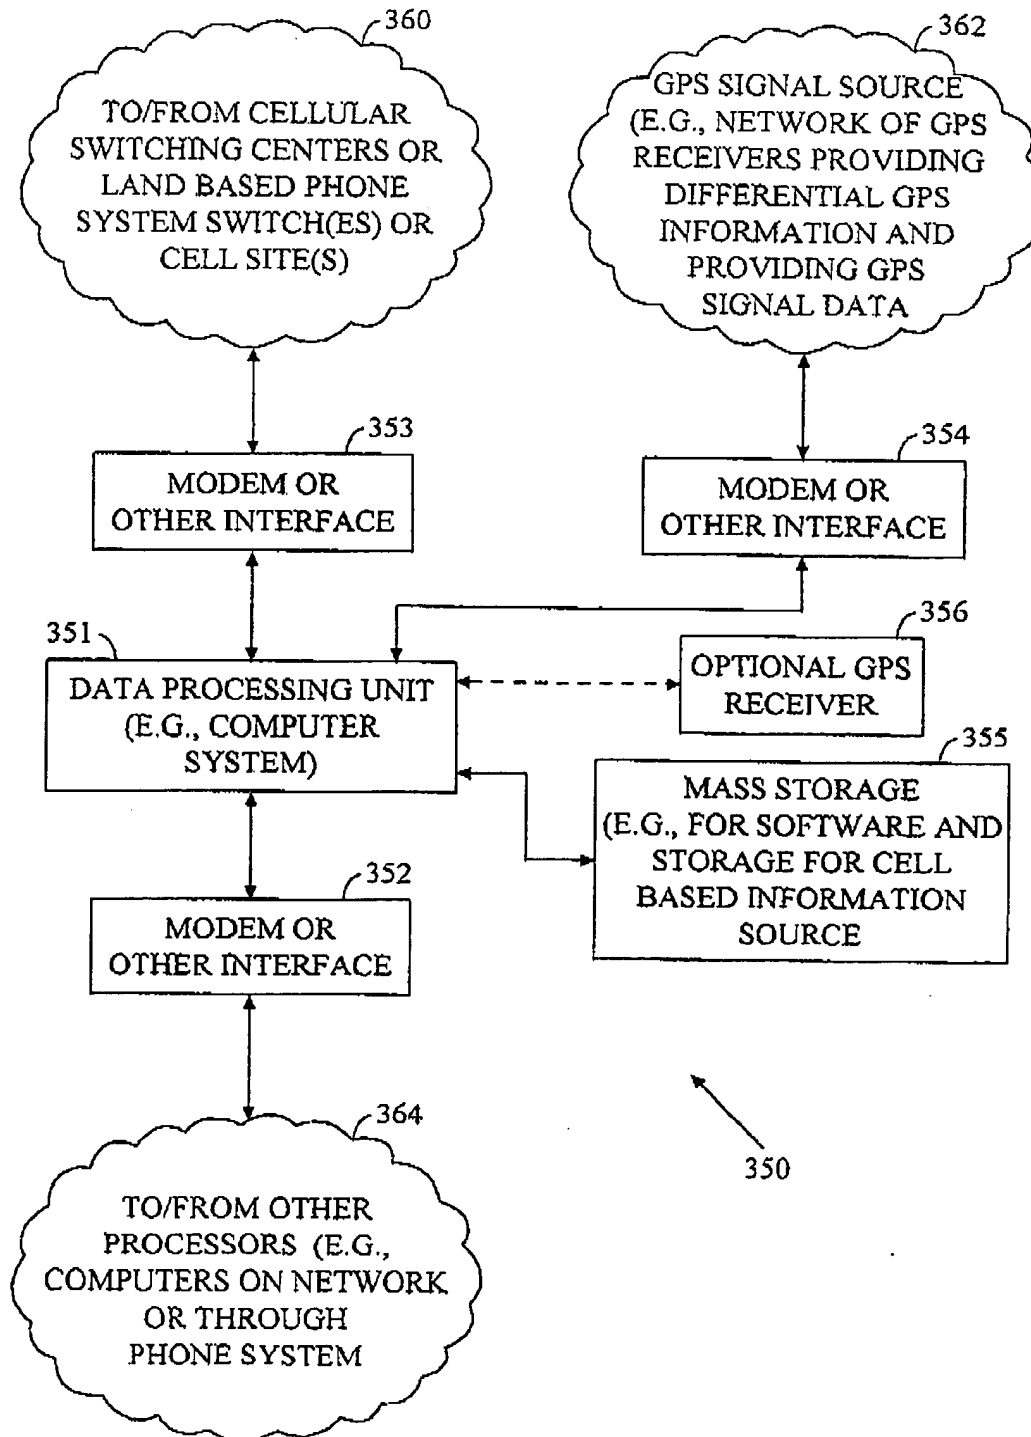 360
TO/FROM CELLULAR
SWITCHING CENTERS OR
LAND BASED PHONE
SYSTEM SWITCH(ES) OR
CELL SITE(S)
362
GPS SIGNAL SOURCE
(E.G., NETWORK OF GPS
RECEIVERS PROVIDING
DIFFERENTIAL GPS
INFORMATION AND
PROVIDING GPS
SIGNAL DATA
353
MODEM OR
OTHER INTERFACE
354
MODEM OR
OTHER INTERFACE
351
DATA PROCESSING UNIT
(E.G., COMPUTER
SYSTEM)
356
OPTIONAL GPS
RECEIVER
355
MASS STORAGE
(E.G., FOR SOFTWARE AND
STORAGE FOR CELL
BASED INFORMATION
SOURCE
352
MODEM OR
OTHER INTERFACE
364
TO/FROM OTHER
PROCESSORS (E.G.,
COMPUTERS ON NETWORK
OR THROUGH
PHONE SYSTEM
350